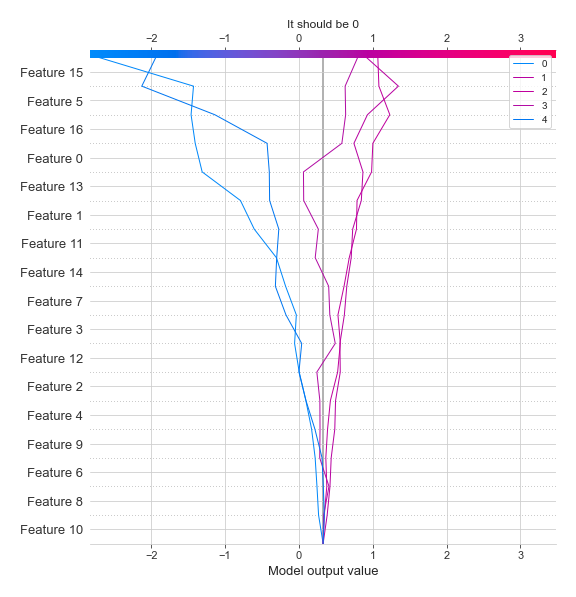 It should be 0
−2 −1 0 1 2 3
0
1
2
3
4
Feature 15
Feature 5
Feature 16
Feature 0
Feature 13
Feature 1
Feature 11
Feature 14
Feature 7
Feature 3
Feature 12
Feature 2
Feature 4
Feature 9
Feature 6
Feature 8
Feature 10
−2 −1 0 1 2 3
Model output value